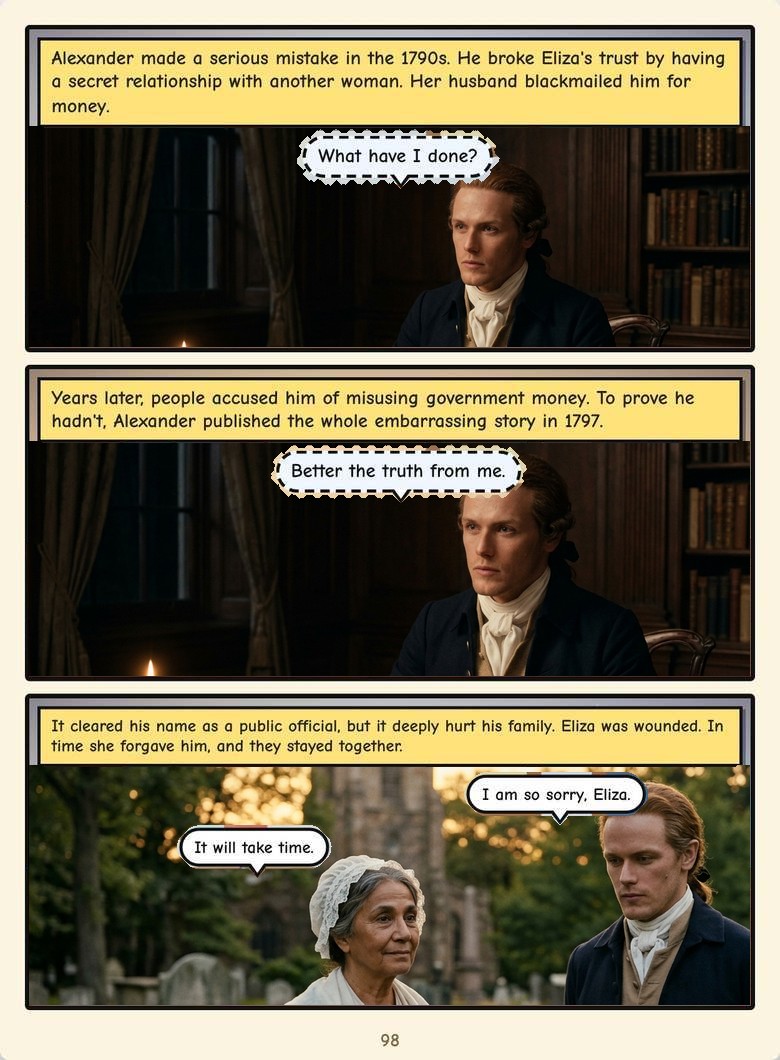 Alexander made a serious mistake in the 1790s. He broke Eliza's trust by having
a secret relationship with another woman. Her husband blackmailed him for
money.
What have I done?
Years later, people accused him of misusing government money. To prove he
hadn't, Alexander published the whole embarrassing story in 1797.
Better the truth from me.
It cleared his name as a public official, but it deeply hurt his family. Eliza was wounded. In
time she forgave him, and they stayed together.
I am so sorry, Eliza.
It will take time.
98